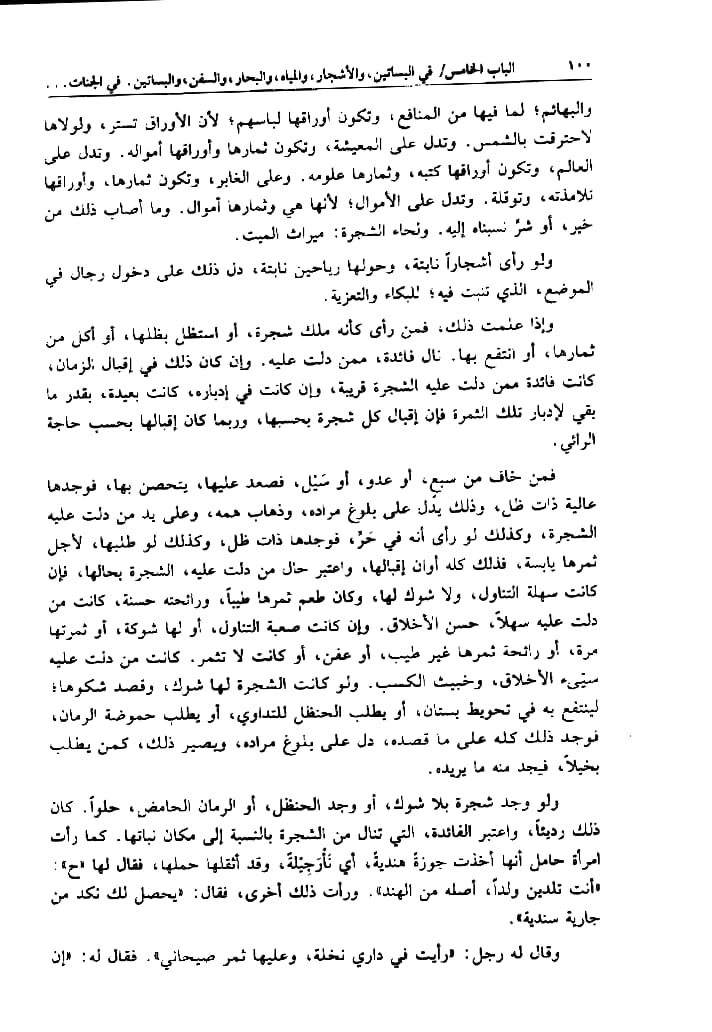 ١٠٠ الباب الخامس/ في البساتين، والأشجار، والمياه، والبحار، والسفن، والبساتين. في الجنات...
والبهائم؛ لما فيها من المنافع، وتكون أوراقها لباسهم؛ لأن الأوراق تستر، ولولاها
لاحترقت بالشمس. وتدل على المعيشة، وتكون ثمارها وأوراقها أمواله. وتدل على
العالم، وتكون أوراقها كتبه، وثمارها علومه. وعلى الغابر، وتكون ثمارها، وأوراقها
تلامذته، وتوقلة. وتدل على الأموال؛ لأنها هي وثمارها أموال. وما أصاب ذلك من
خير، أو شرٍّ نسبناه إليه. ولحاء الشجرة: ميراث الميت.
ولو رأى أشجاراً نابتة، وحولها رياحين نابتة، دل ذلك على دخول رجال في
الموضع، الذي تنبت فيه؛ للبكاء والتعزية.
وإذا علمت ذلك، فمن رأى كأنه ملك شجرة، أو استظل بظلها، أو أكل من
ثمارها، أو انتفع بها. نال فائدة، ممن دلت عليه. وإن كان ذلك في إقبال الزمان،
كانت فائدة ممن دلت عليه الشجرة قريبة، وإن كانت في إدباره، كانت بعيدة، بقدر ما
بقي لإدبار تلك الثمرة فإن إقبال كل شجرة بحسبها، وربما كان إقبالها بحسب حاجة
الرائي.
فمن خاف من سبع، أو عدو، أو سَيْل، فصعد عليها، يتحصن بها، فوجدها
عالية ذات ظل، وذلك يدل على بلوغ مراده، وذهاب همه، وعلى يد من دلت عليه
الشجرة، وكذلك لو رأى أنه في حَرٍّ، فوجدها ذات ظل، وكذلك لو طلبها، لأجل
ثمرها يابسة، فذلك كله أوان إقبالها، واعتبر حال من دلت عليه، الشجرة بحالها، فإن
كانت سهلة التناول، ولا شوك لها، وكان طعم ثمرها طيباً، ورائحته حسنة، كانت من
دلت عليه سهلاً، حسن الأخلاق. وإن كانت صعبة التناول، أو لها شوكة، أو ثمرتها
مرة، أو رائحة ثمرها غير طيب، أو عفن، أو كانت لا تثمر. كانت من دلت عليه
سيّىء الأخلاق، وخبيث الكسب. ولو كانت الشجرة لها شوك، وقصد شكوها؛
لينتفع به في تحويط بستان، أو يطلب الحنظل للتداوي، أو يطلب حموضة الرمان،
فوجد ذلك كله على ما قصده، دل على بلوغ مراده، ويصير ذلك، كمن يطلب
بخيلاً، فيجد منه ما يريده.
ولو وجد شجرة بلا شوك، أو وجد الحنظل، أو الرمان الحامض، حلواً. كان
ذلك رديئاً، واعتبر الفائدة، التي تنال من الشجرة بالنسبة إلى مكان نباتها. كما رأت
امرأة حامل أنها أخذت جوزةً هنديةً، أي نَأْرَجِيْلةً، وقد أثقلها حملها، فقال لها «ح»:
«أنت تلدين ولداً، أصله من الهند». ورأت ذلك أخرى، فقال: «يحصل لك نكد من
جارية سندية».
وقال له رجل: «رأيت في داري نخلة، وعليها ثمر صيحاني». فقال له: «إن